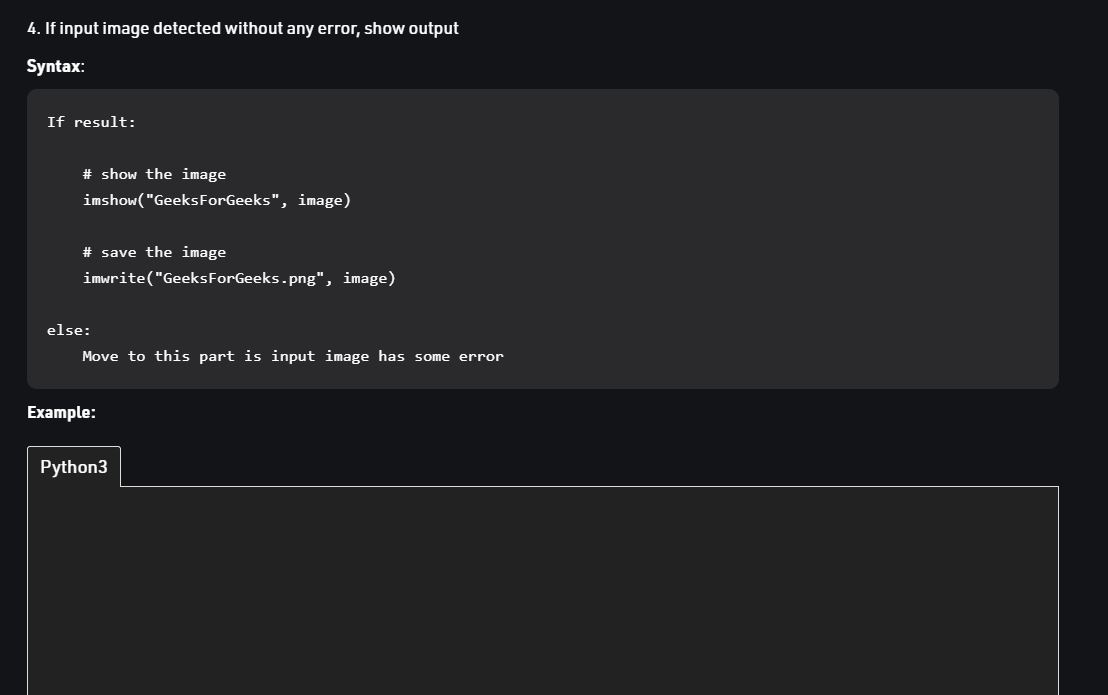 4. If input image detected without any error, show output
Syntax:
If result:
# show the image
imshow("GeeksForGeeks", image)
# save the image
imwrite("GeeksForGeeks.png", image)
else:
Move to this part is input image has some error
Example:
Python3